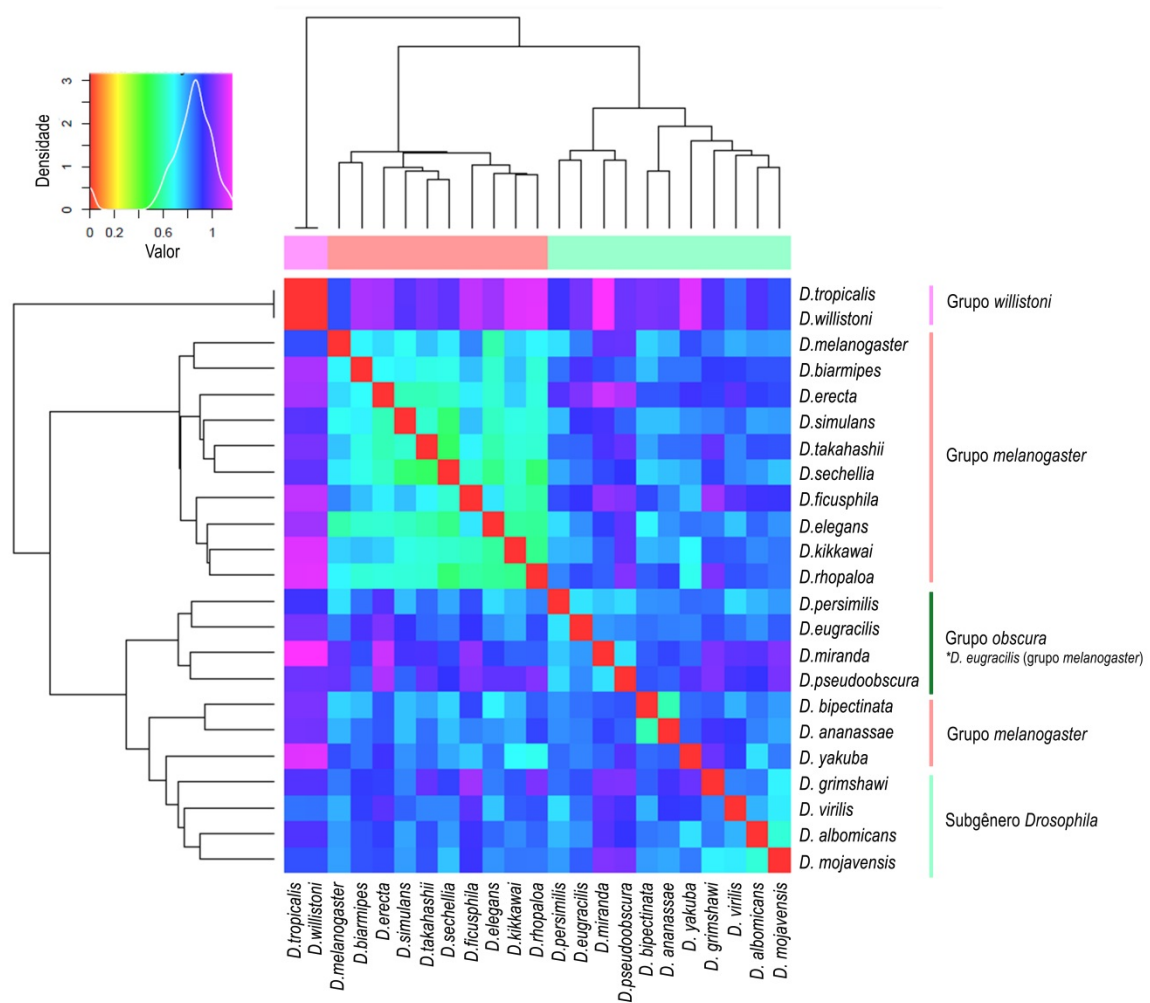 Densidade
3
2
1
0
0
0.2
0.6
1
Valor
D.tropicalis
D.willistoni
D.melanogaster
D.biarmipes
D.erecta
D.simulans
D.takahashii
D.sechellia
D.ficusphila
D.elegans
D.kikkawai
D.rhopaloa
D.persimilis
D.eugracilis
D.miranda
D.pseudoobscura
D. bipectinata
D. ananassae
D. yakuba
D. grimshawi
D. virilis
D. albomicans
D. mojavensis
Grupo willistoni
Grupo melanogaster
Grupo obscura
*D. eugracilis (grupo melanogaster)
Grupo melanogaster
Subgênero Drosophila
D.tropicalis
D.willistoni
D.melanogaster
D.biarmipes
D.erecta
D.simulans
D.takahashii
D.sechellia
D.ficusphila
D.elegans
D.kikkawai
D.rhopaloa
D.persimilis
D.eugracilis
D.miranda
D.pseudoobscura
D. bipectinata
D. ananassae
D. yakuba
D. grimshawi
D. virilis
D. albomicans
D. mojavensis